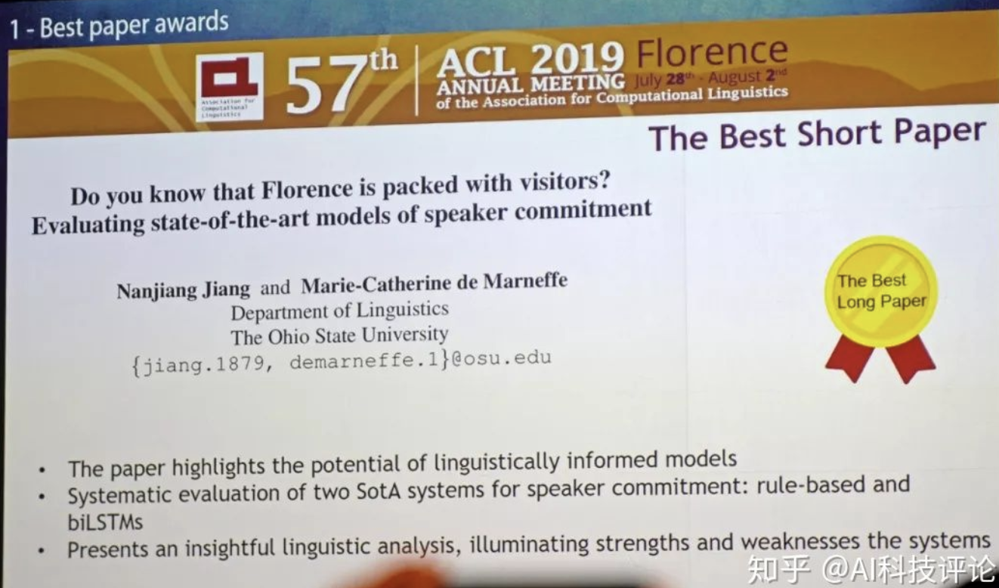 1 - Best paper awards
Association for
Computational
Linguistics
57th
ACL 2019 Florence
ANNUAL MEETING July 28th - August 2nd
of the Association for Computational Linguistics
The Best Short Paper
Do you know that Florence is packed with visitors?
Evaluating state-of-the-art models of speaker commitment
Nanjiang Jiang and Marie-Catherine de Marneffe
Department of Linguistics
The Ohio State University
{jiang.1879, demarneffe.1}@osu.edu
The Best
Long Paper
• The paper highlights the potential of linguistically informed models
• Systematic evaluation of two SotA systems for speaker commitment: rule-based and
biLSTMs
• Presents an insightful linguistic analysis, illuminating strengths and weaknesses the systems
知乎 @AI科技评论